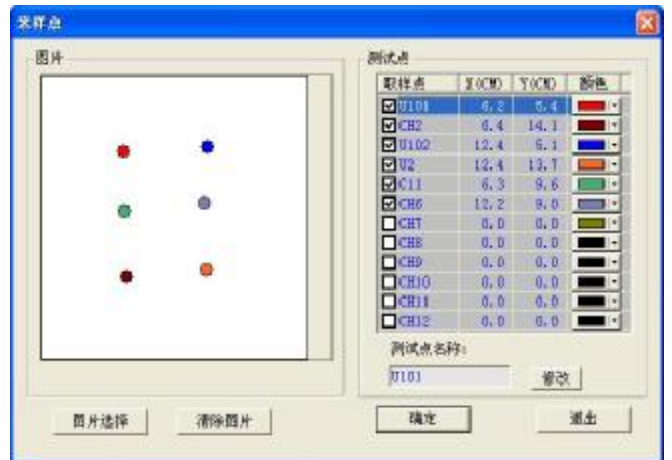 采样点
图片
测试点
取样点 X(CM) Y(CM) 颜色
U101 6.2 5.4
CH2 6.4 14.1
U102 12.4 5.1
U2 12.4 13.7
C11 6.3 9.6
CH6 12.2 9.0
CH7 0.0 0.0
CH8 0.0 0.0
CH9 0.0 0.0
CH10 0.0 0.0
CH11 0.0 0.0
CH12 0.0 0.0
测试点名称:
U101 修改
图片选择 清除图片 确定 退出